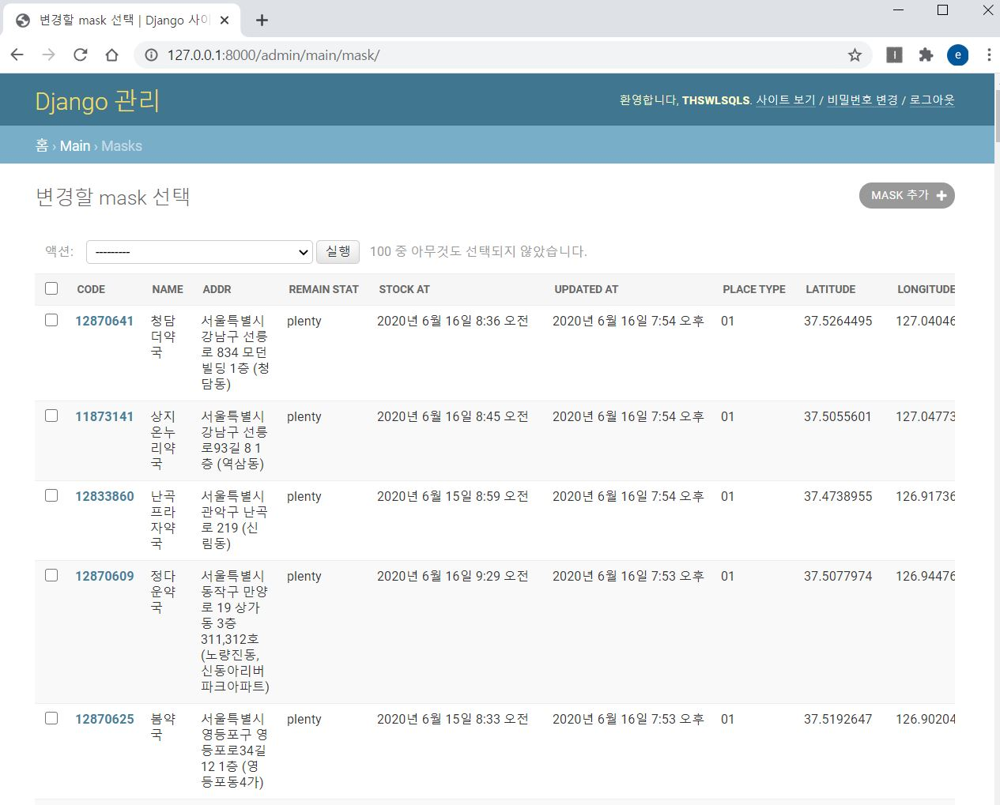 변경할 mask 선택 | Django 사이
127.0.0.1:8000/admin/main/mask/
e
Django 관리
환영합니다, THSWLSQLS. 사이트 보기 / 비밀번호 변경 / 로그아웃
홈 › Main › Masks
변경할 mask 선택
MASK 추가 +
액션: --------- 실행 100 중 아무것도 선택되지 않았습니다.
CODE NAME ADDR REMAIN STAT STOCK AT UPDATED AT PLACE TYPE LATITUDE LONGITUDE
12870641 청담 서울특별시 plenty 2020년 6월 16일 8:36 오전 2020년 6월 16일 7:54 오후 01 37.5264495 127.04046
더약 강남구 선릉
국 로 834 모던
빌딩 1층 (청
담동)
11873141 상지 서울특별시 plenty 2020년 6월 16일 8:45 오전 2020년 6월 16일 7:54 오후 01 37.5055601 127.04773
온누 강남구 선릉
리약 로93길 8 1
국 층 (역삼동)
12833860 난곡 서울특별시 plenty 2020년 6월 15일 8:59 오전 2020년 6월 16일 7:54 오후 01 37.4738955 126.91736
프라 관악구 난곡
자약 로 219 (신
국 림동)
12870609 정다 서울특별시 plenty 2020년 6월 16일 9:29 오전 2020년 6월 16일 7:53 오후 01 37.5077974 126.94476
운약 동작구 만양
국 로 19 상가
동 3층
311,312호
(노량진동,
신동아리버
파크아파트)
12870625 봄약 서울특별시 plenty 2020년 6월 15일 8:33 오전 2020년 6월 16일 7:53 오후 01 37.5192647 126.90204
국 영등포구 영
등포로34길
12 1층 (영
등포동4가)